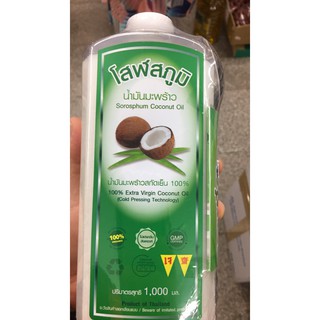 โสฬสภูมิ
น้ำมันมะพร้าว
Sorosphum Coconut Oil
น้ำมันมะพร้าวสกัดเย็น 100%
100% Extra Virgin Coconut Oil
(Cold Pressing Technology)
100%
GMP
เจ
ปริมาตรสุทธิ 1,000 มล.
Product of Thailand